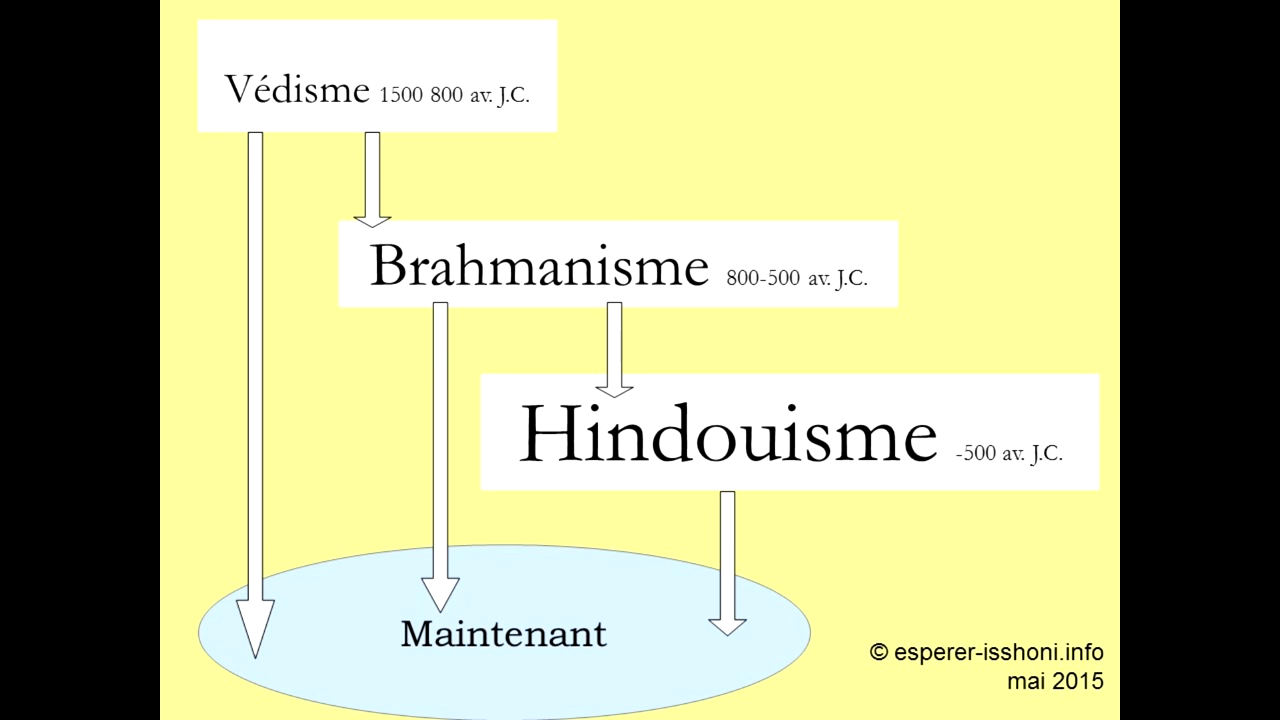 Védisme 1500 800 av. J.C.
Brahmanisme 800-500 av. J.C.
Hindouisme -500 av. J.C.
Maintenant
© esperer-isshoni.info
mai 2015